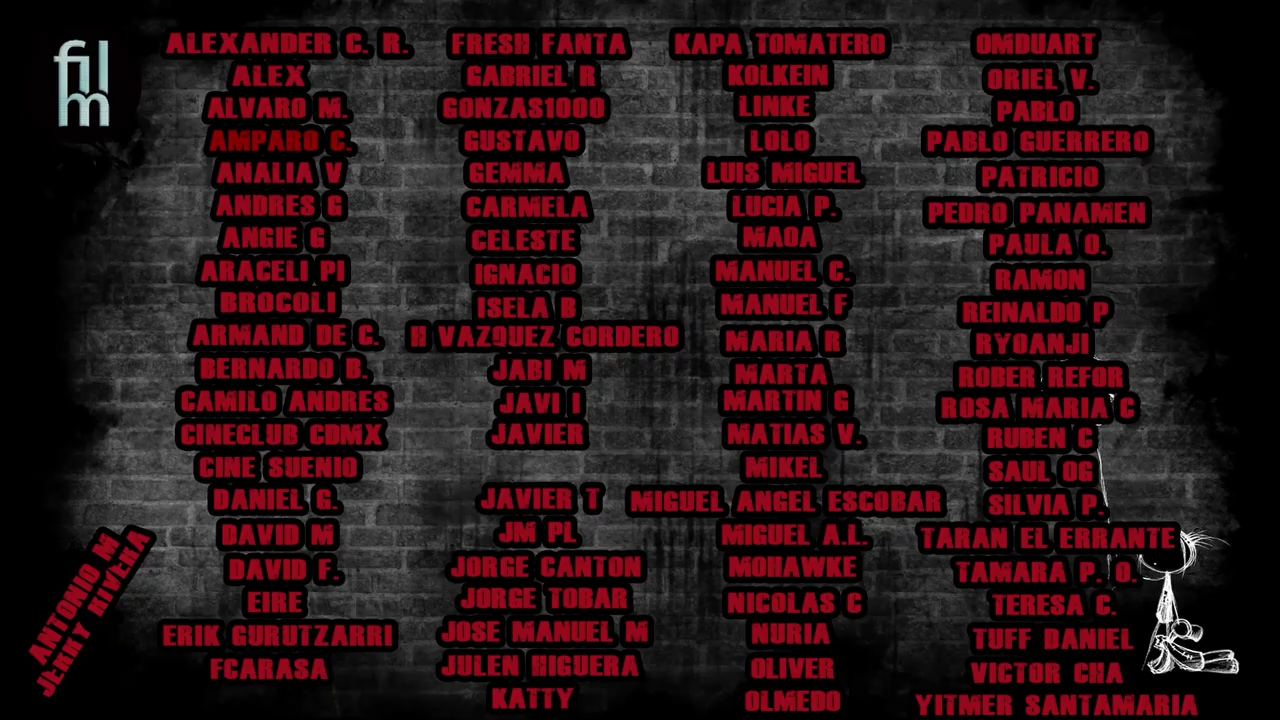 film
ALEXANDER C. R.
ALEX
ALVARO M.
AMPARO C.
ANALIA V
ANDRES G
ANGIE G
ARACELI PI
BROCOLI
ARMAND DE C.
BERNARDO B.
CAMILO ANDRES
CINECLUB CDMX
CINE SUENIO
DANIEL G.
DAVID M
DAVID F.
EIRE
ERIK GURUTZARRI
FCARASA
FRESH FANTA
GABRIEL R
GONZAS1000
GUSTAVO
GEMMA
CARMELA
CELESTE
IGNACIO
ISELA B
H VAZQUEZ CORDERO
JABI M
JAVI I
JAVIER
JAVIER T
JM PL
JORGE CANTON
JORGE TOBAR
JOSE MANUEL M
JULEN HIGUERA
KATTY
KAPA TOMATERO
KOLKEIN
LINKE
LOLO
LUIS MIGUEL
LUCIA P.
MAOA
MANUEL C.
MANUEL F
MARIA R
MARTA
MARTIN G
MATIAS V.
MIKEL
MIGUEL ANGEL ESCOBAR
MIGUEL A.L.
MOHAWKE
NICOLAS C
NURIA
OLIVER
OLMEDO
OMDUART
ORIEL V.
PABLO
PABLO GUERRERO
PATRICIO
PEDRO PANAMEN
PAULA O.
RAMON
REINALDO P
RYOANJI
ROBER REFOR
ROSA MARIA C
RUBEN C
SAUL OG
SILVIA P.
TARAN EL ERRANTE
TAMARA P. O.
TERESA C.
TUFF DANIEL
VICTOR CHA
YITMER SANTAMARIA
ANTONIO M
JERRY RIVERA